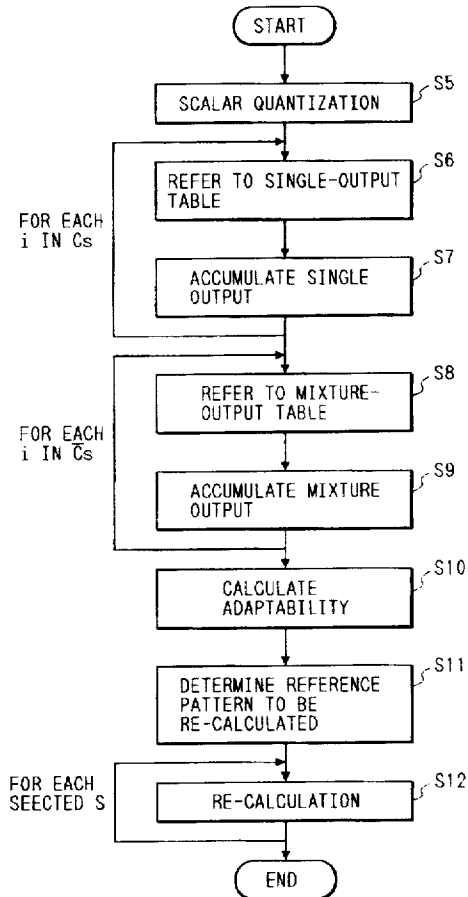 START
S5
SCALAR QUANTIZATION
S6
REFER TO SINGLE-OUTPUT
TABLE
FOR EACH
i IN Cs
S7
ACCUMULATE SINGLE
OUTPUT
S8
REFER TO MIXTURE-
OUTPUT TABLE
FOR EACH
i IN C̅s
S9
ACCUMULATE MIXTURE
OUTPUT
S10
CALCULATE
ADAPTABILITY
S11
DETERMINE REFERENCE
PATTERN TO BE
RE-CALCULATED
FOR EACH
SEECTED S
S12
RE-CALCULATION
END